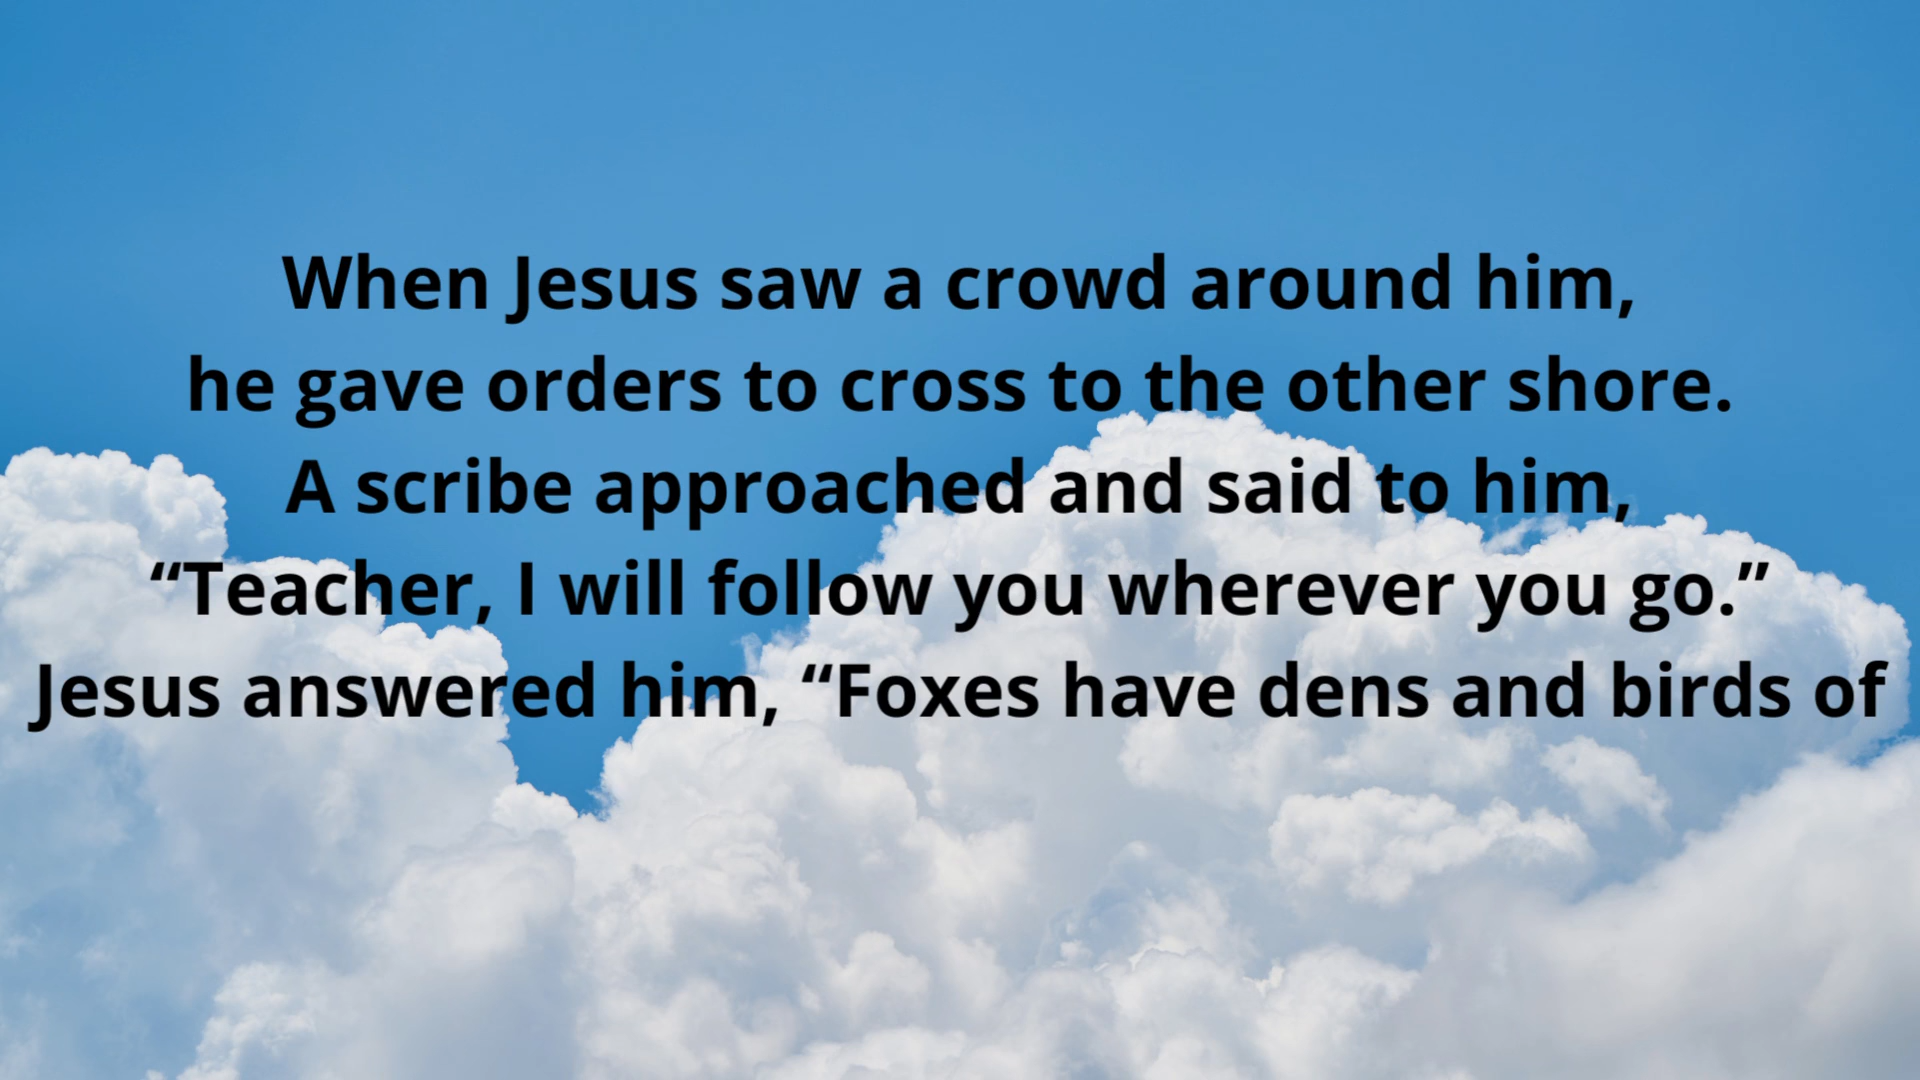 When Jesus saw a crowd around him,
he gave orders to cross to the other shore.
A scribe approached and said to him,
“Teacher, I will follow you wherever you go.”
Jesus answered him, “Foxes have dens and birds of